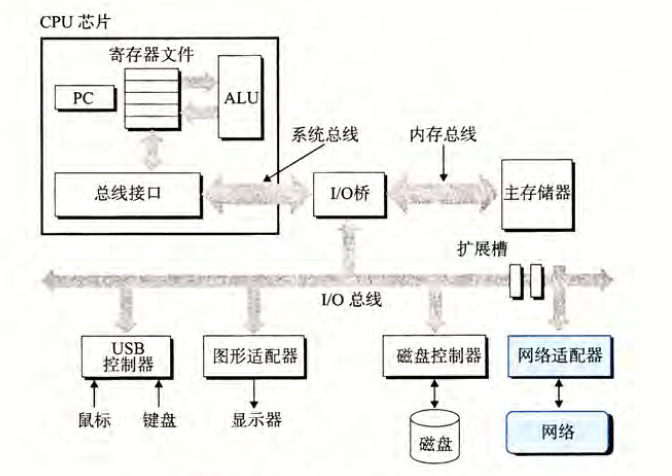 CPU 芯片
寄存器文件
PC
ALU
系统总线
内存总线
总线接口
I/O桥
主存储器
扩展槽
I/O 总线
USB
控制器
图形适配器
磁盘控制器
网络适配器
鼠标
键盘
显示器
磁盘
网络